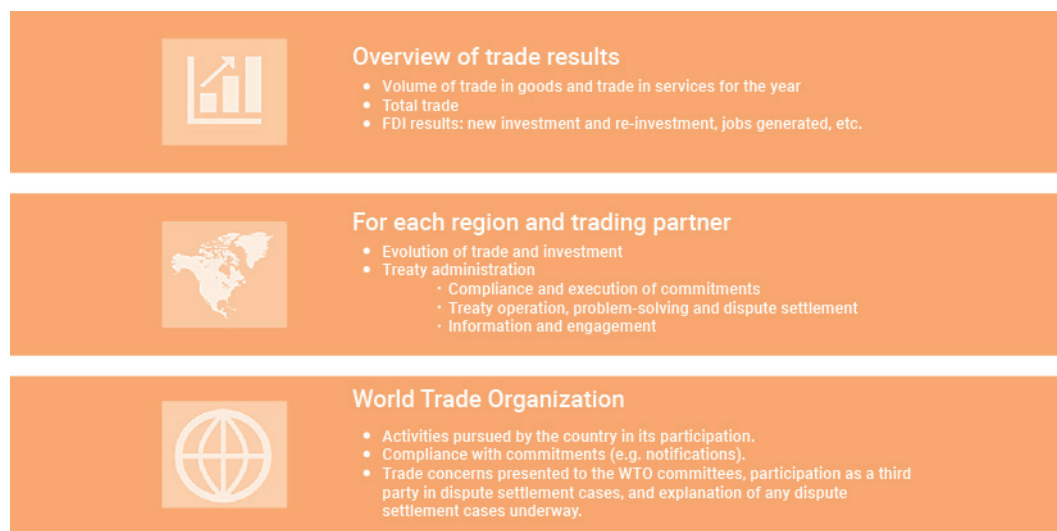 Overview of trade results
• Volume of trade in goods and trade in services for the year
• Total trade
• FDI results: new investment and re-investment, jobs generated, etc.
For each region and trading partner
• Evolution of trade and investment
• Treaty administration
· Compliance and execution of commitments
· Treaty operation, problem-solving and dispute settlement
· Information and engagement
World Trade Organization
• Activities pursued by the country in its participation.
• Compliance with commitments (e.g. notifications).
• Trade concerns presented to the WTO committees, participation as a third
party in dispute settlement cases, and explanation of any dispute
settlement cases underway.